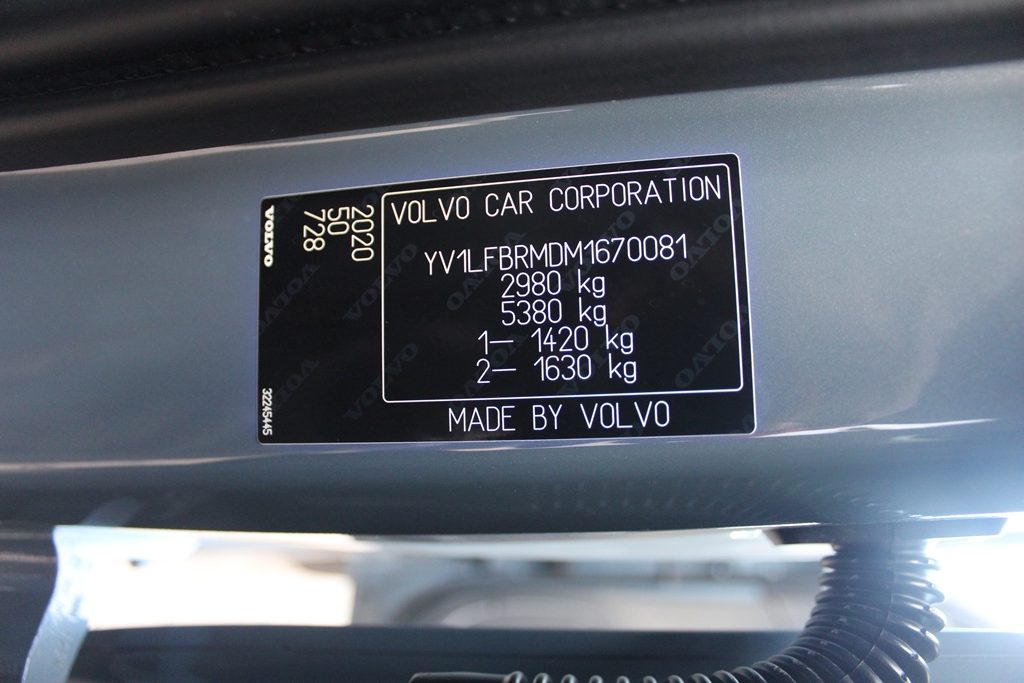 VOLVO
2020
50
728
32245445
VOLVO CAR CORPORATION
YV1LFBRMDM1670081
2980 kg
5380 kg
1— 1420 kg
2— 1630 kg
MADE BY VOLVO